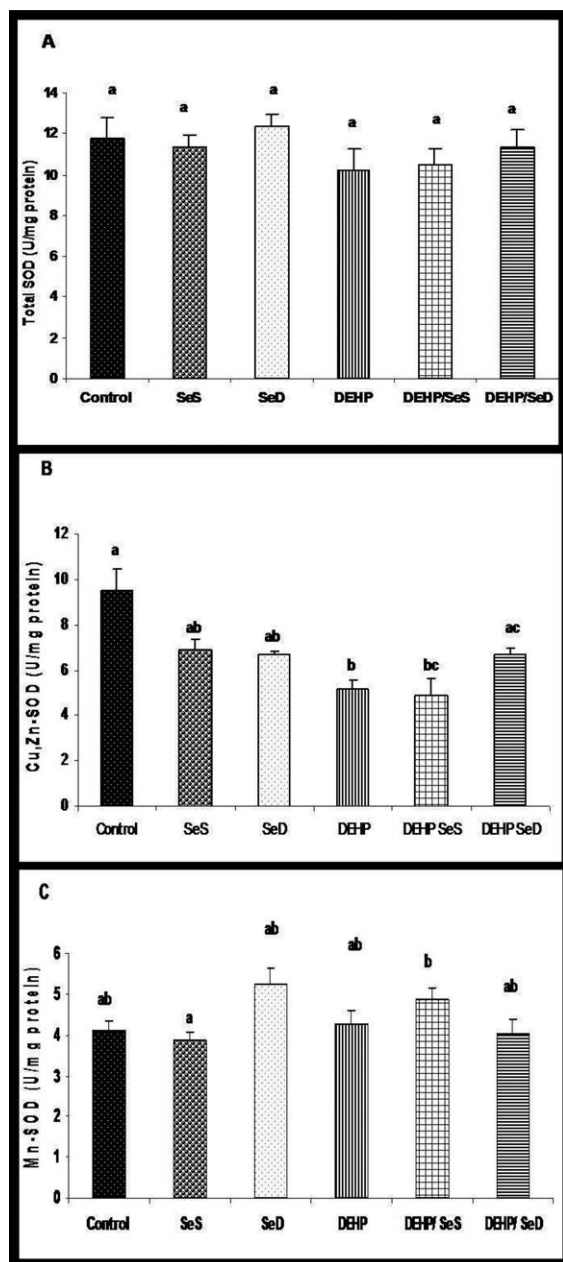 A
Total SOD (U/mg protein)
14
12
10
8
6
4
2
0
a a a a a a
Control SeS SeD DEHP DEHP/SeS DEHP/SeD
B
Cu,Zn-SOD (U/mg protein)
12
10
8
6
4
2
0
a ab ab b bc ac
Control SeS SeD DEHP DEHP SeS DEHP SeD
C
Mn-SOD (U/mg protein)
6
5
4
3
2
1
0
ab a ab ab b ab
Control SeS SeD DEHP DEHP/ SeS DEHP/ SeD